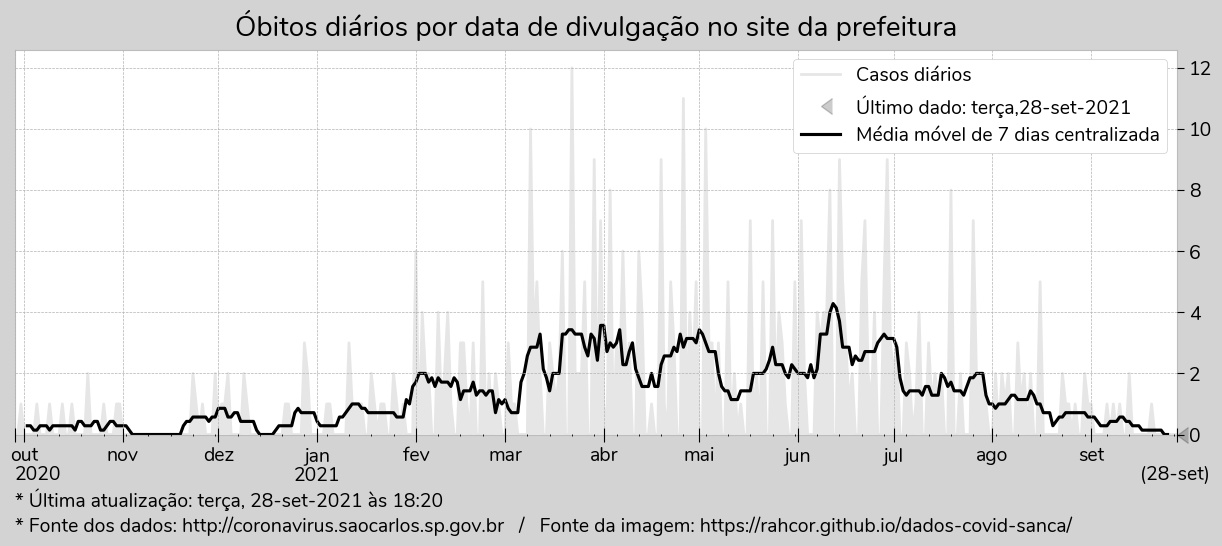 Óbitos diários por data de divulgação no site da prefeitura
Casos diários
Último dado: terça,28-set-2021
Média móvel de 7 dias centralizada
12
10
8
6
4
2
0
out nov dez jan fev mar abr mai jun jul ago set
2020 2021 (28-set)
* Última atualização: terça, 28-set-2021 às 18:20
* Fonte dos dados: http://coronavirus.saocarlos.sp.gov.br / Fonte da imagem: https://rahcor.github.io/dados-covid-sanca/